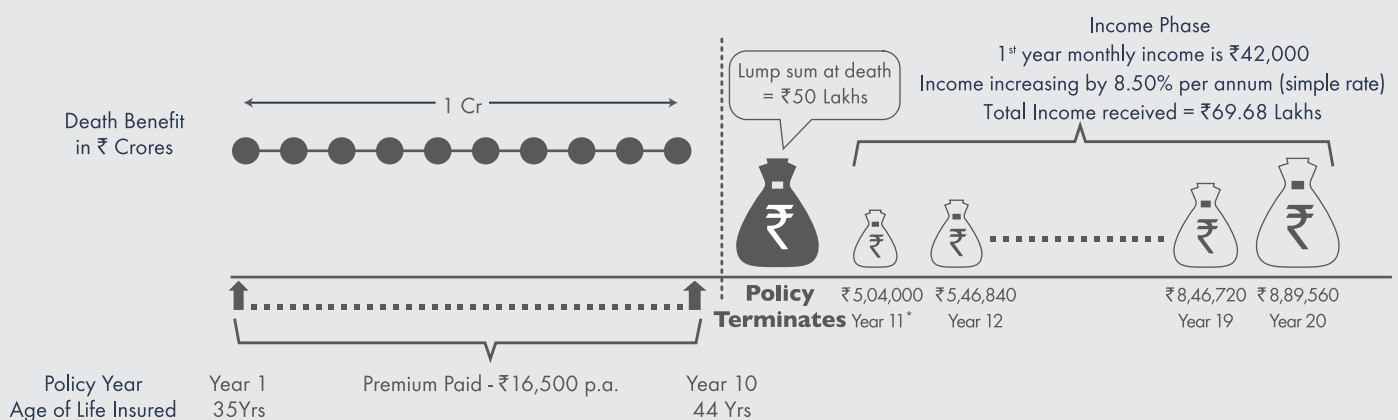 Income Phase
1st year monthly income is ₹42,000
Income increasing by 8.50% per annum (simple rate)
Total Income received = ₹69.68 Lakhs
Lump sum at death
= ₹50 Lakhs
1 Cr
Death Benefit
in ₹ Crores
₹
₹
₹
₹
₹
Policy
Terminates
₹5,04,000
Year 11*
₹5,46,840
Year 12
₹8,46,720
Year 19
₹8,89,560
Year 20
Policy Year
Age of Life Insured
Year 1
35Yrs
Premium Paid - ₹16,500 p.a.
Year 10
44 Yrs